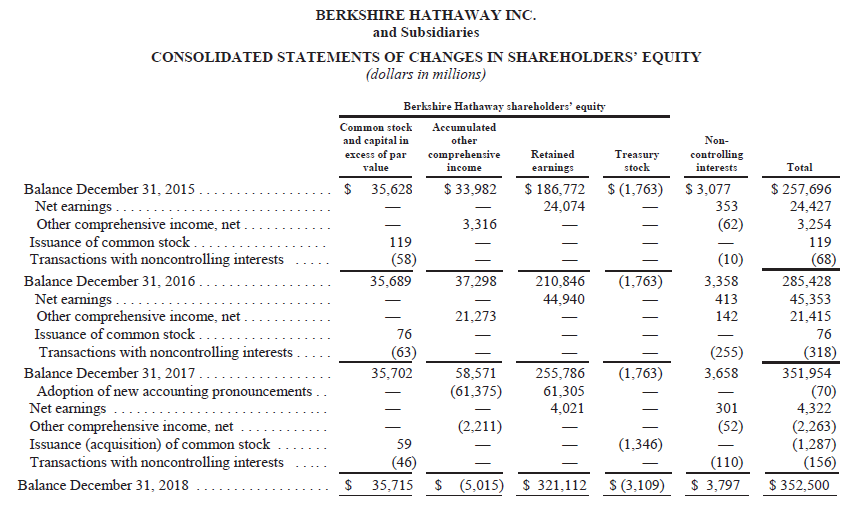 BERKSHIRE HATHAWAY INC.
and Subsidiaries
CONSOLIDATED STATEMENTS OF CHANGES IN SHAREHOLDERS’ EQUITY
(dollars in millions)
Berkshire Hathaway shareholders’ equity
Common stock and capital in excess of par value Accumulated other comprehensive income Retained earnings Treasury stock Non-controlling interests Total
Balance December 31, 2015 . . . . . . . . . . . . . . . . . . $ 35,628 $ 33,982 $ 186,772 $ (1,763) $ 3,077 $ 257,696
Net earnings . . . . . . . . . . . . . . . . . . . . . . . . . . . . . — — 24,074 — 353 24,427
Other comprehensive income, net . . . . . . . . . . . . — 3,316 — — (62) 3,254
Issuance of common stock . . . . . . . . . . . . . . . . . . 119 — — — — 119
Transactions with noncontrolling interests . . . . . (58) — — — (10) (68)
Balance December 31, 2016 . . . . . . . . . . . . . . . . . . 35,689 37,298 210,846 (1,763) 3,358 285,428
Net earnings . . . . . . . . . . . . . . . . . . . . . . . . . . . . . — — 44,940 — 413 45,353
Other comprehensive income, net . . . . . . . . . . . . — 21,273 — — 142 21,415
Issuance of common stock . . . . . . . . . . . . . . . . . . 76 — — — — 76
Transactions with noncontrolling interests . . . . . (63) — — — (255) (318)
Balance December 31, 2017 . . . . . . . . . . . . . . . . . . 35,702 58,571 255,786 (1,763) 3,658 351,954
Adoption of new accounting pronouncements . . — (61,375) 61,305 — — (70)
Net earnings . . . . . . . . . . . . . . . . . . . . . . . . . . . . . — — 4,021 — 301 4,322
Other comprehensive income, net . . . . . . . . . . . . — (2,211) — — (52) (2,263)
Issuance (acquisition) of common stock . . . . . . . 59 — — (1,346) — (1,287)
Transactions with noncontrolling interests . . . . . (46) — — — (110) (156)
Balance December 31, 2018 . . . . . . . . . . . . . . . . . . $ 35,715 $ (5,015) $ 321,112 $ (3,109) $ 3,797 $ 352,500